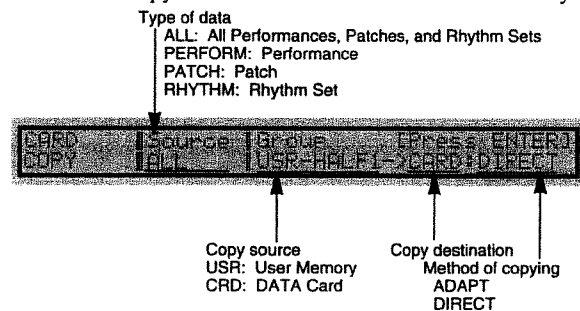 Type of data
ALL: All Performances, Patches, and Rhythm Sets
PERFORM: Performance
PATCH: Patch
RHYTHM: Rhythm Set
CARD Source Group [Press ENTER]
COPY ALL USR-HALF1->CARD:DIRECT
Copy source
USR: User Memory
CRD: DATA Card
Copy destination
Method of copying
ADAPT
DIRECT